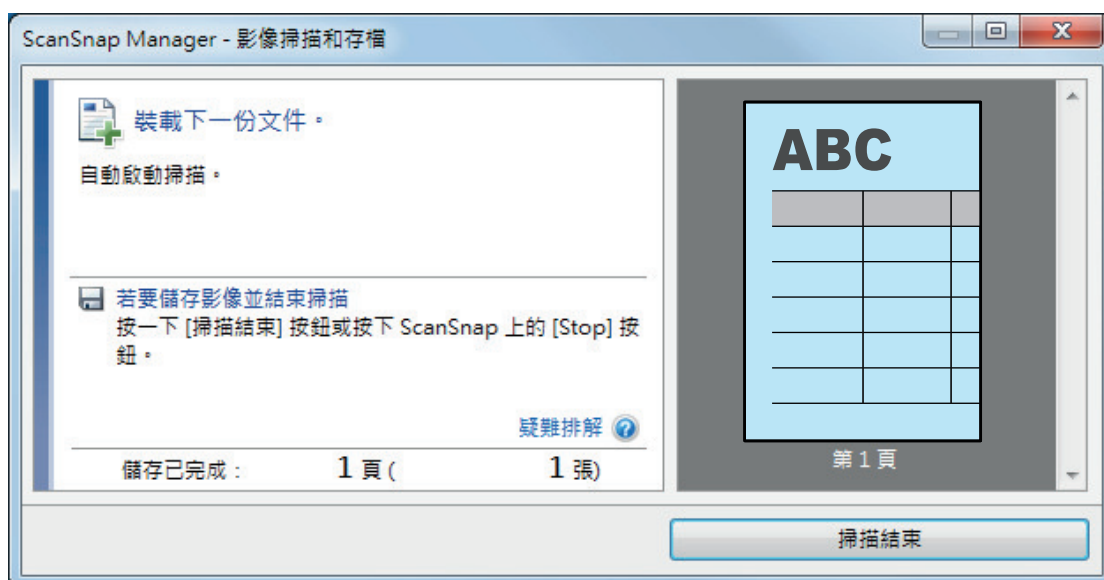 ScanSnap Manager - 影像掃描和存檔
裝載下一份文件。
自動啟動掃描。
若要儲存影像並結束掃描
按一下 [掃描結束] 按鈕或按下 ScanSnap 上的 [Stop] 按
鈕。
疑難排解
儲存已完成： 1 頁 ( 1 張)
ABC
第 1 頁
掃描結束